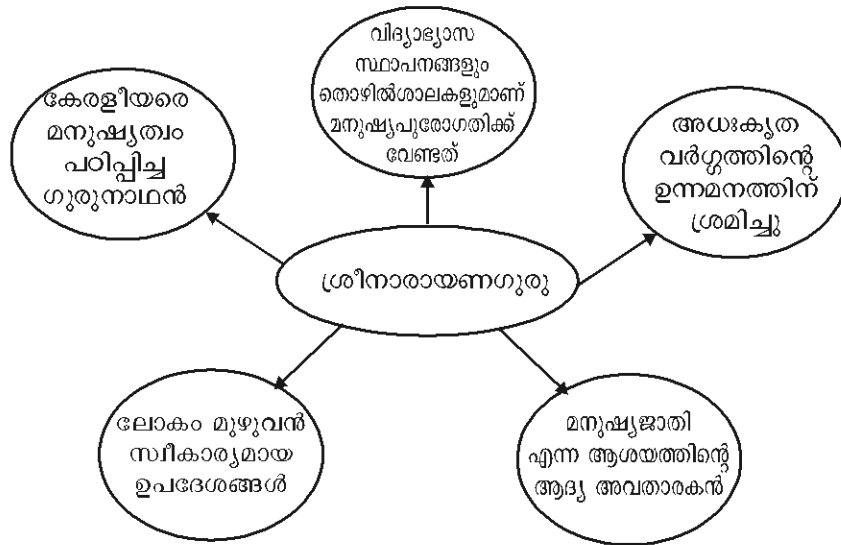 വിദ്യാഭ്യാസ
സ്ഥാപനങ്ങളും
തൊഴിൽശാലകളുമാണ്
മനുഷ്യപുരോഗതിക്ക്
വേണ്ടത്
കേരളീയരെ
മനുഷ്യത്വം
പഠിപ്പിച്ച
ഗുരുനാഥൻ
അധഃകൃത
വർഗ്ഗത്തിന്റെ
ഉന്നമനത്തിന്
ശ്രമിച്ചു
ശ്രീനാരായണഗുരു
ലോകം മുഴുവൻ
സ്വീകാര്യമായ
ഉപദേശങ്ങൾ
മനുഷ്യജാതി
എന്ന ആശയത്തിന്റെ
ആദ്യ അവതാരകൻ